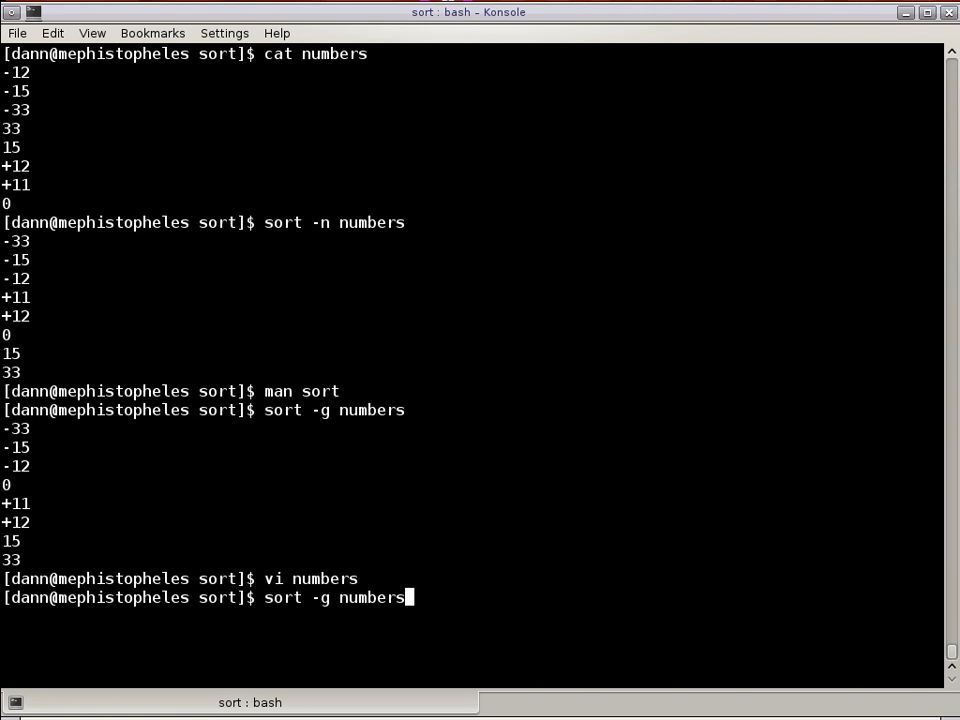 sort : bash - Konsole
File Edit View Bookmarks Settings Help
[dann@mephistopheles sort]$ cat numbers
-12
-15
-33
33
15
+12
+11
0
[dann@mephistopheles sort]$ sort -n numbers
-33
-15
-12
+11
+12
0
15
33
[dann@mephistopheles sort]$ man sort
[dann@mephistopheles sort]$ sort -g numbers
-33
-15
-12
0
+11
+12
15
33
[dann@mephistopheles sort]$ vi numbers
[dann@mephistopheles sort]$ sort -g numbers
sort : bash